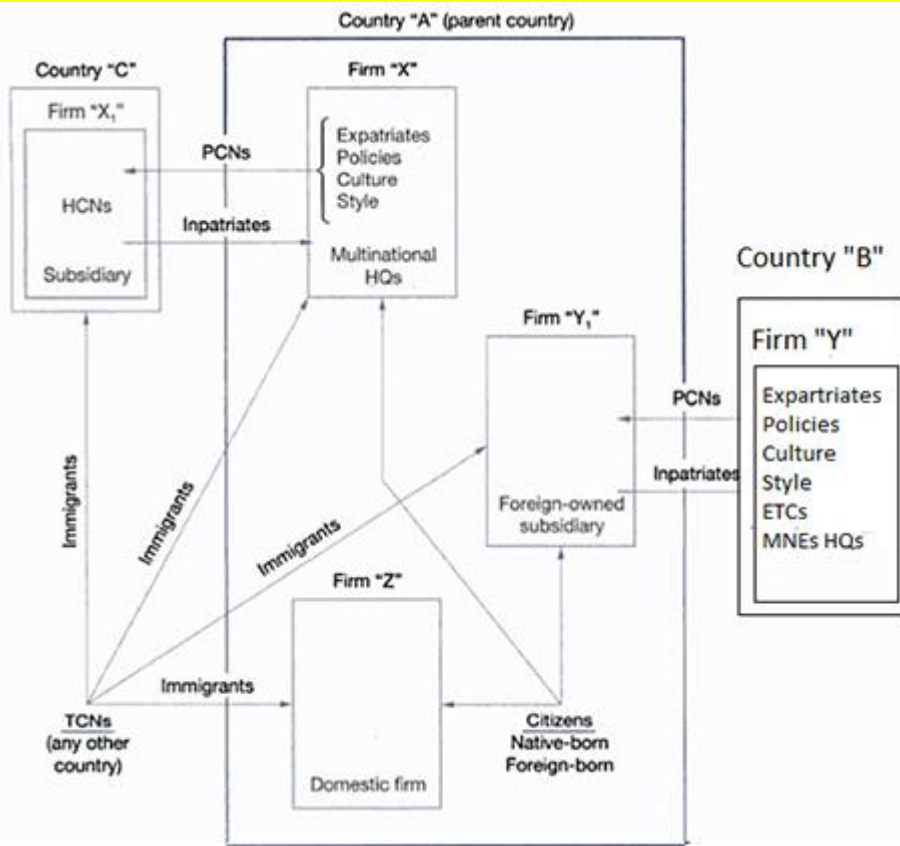 Country "A" (parent country)
Country "C"
Firm "X"
Firm "X₁"
PCNs
Expatriates
Policies
Culture
Style
HCNs
Inpatriates
Subsidiary
Multinational
HQs
Country "B"
Firm "Y₁"
Firm "Y"
PCNs
Expartriates
Policies
Culture
Inpatriates
Style
ETCs
MNEs HQs
Foreign-owned
subsidiary
Immigrants
Immigrants
Immigrants
Firm "Z"
Immigrants
TCNs
(any other
country)
Citizens
Native-born
Foreign-born
Domestic firm